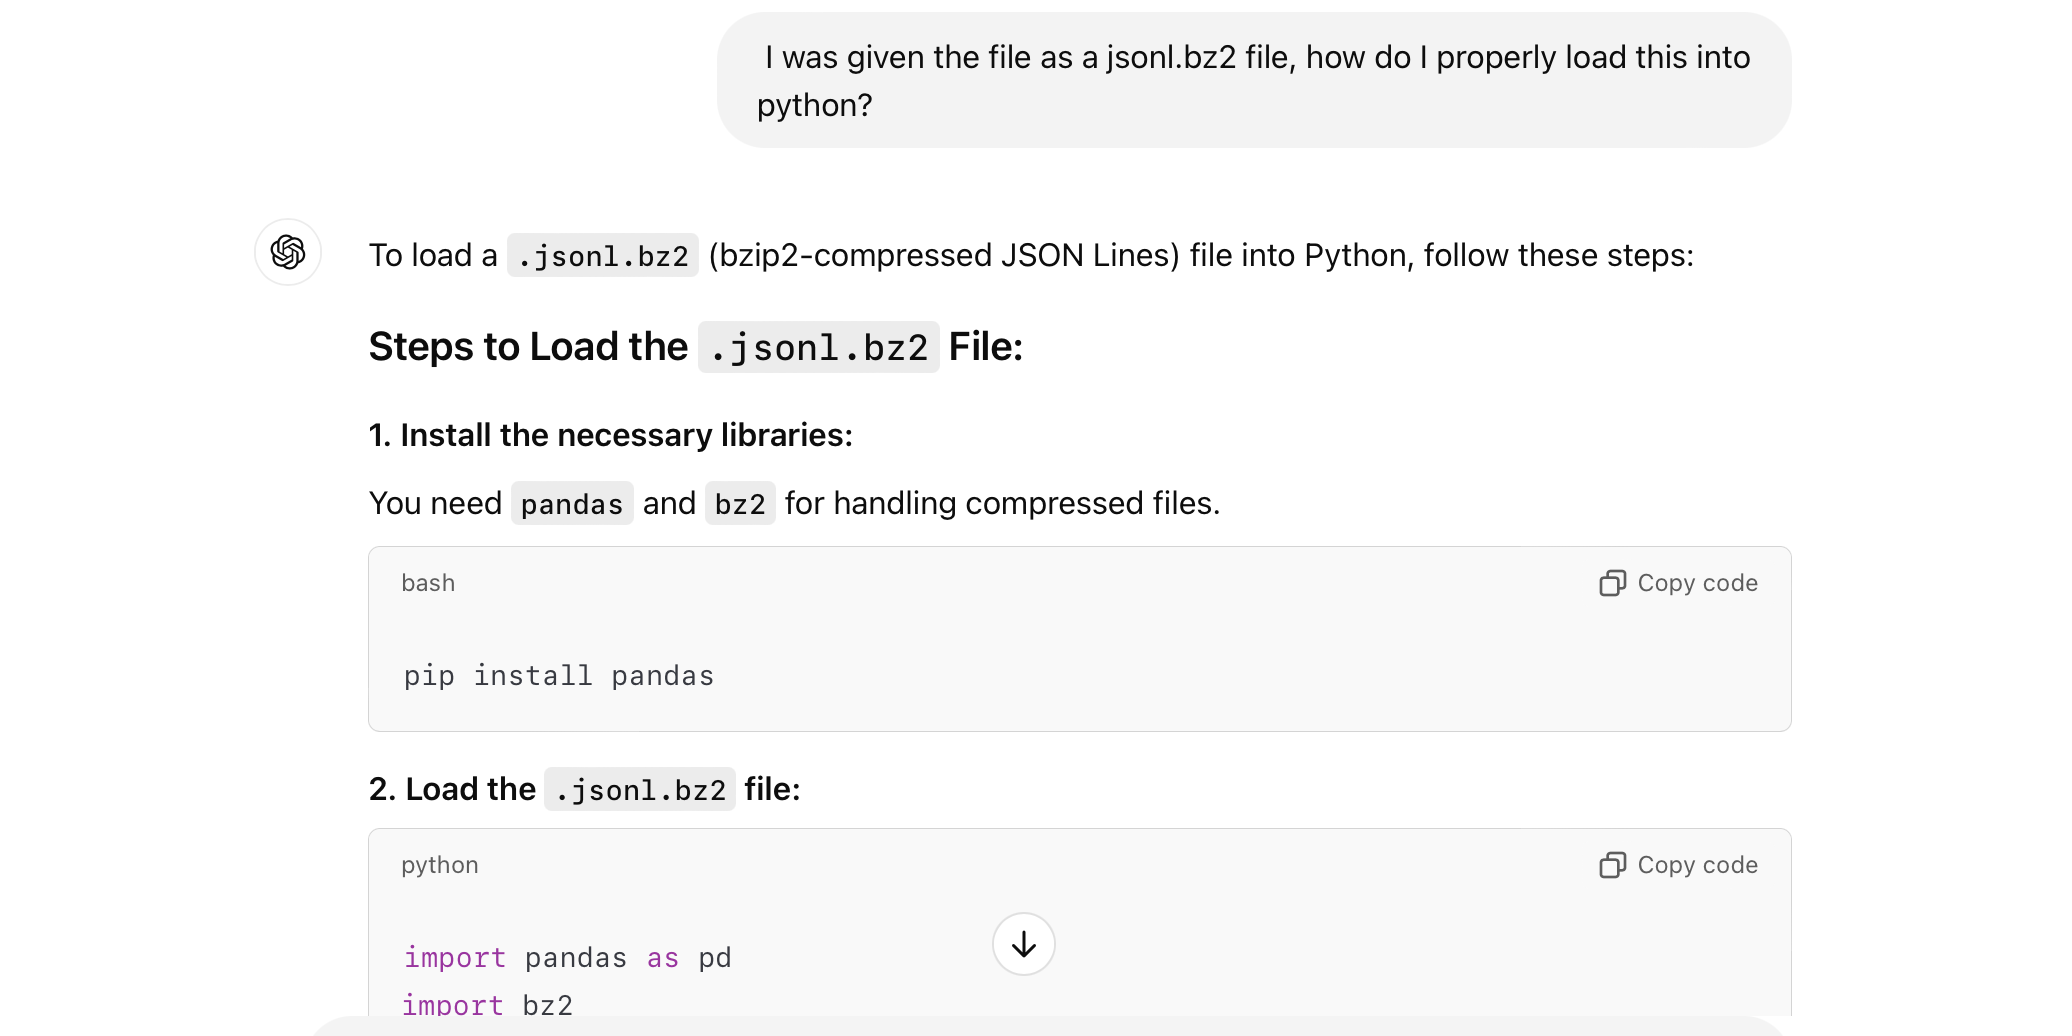 I was given the file as a jsonl.bz2 file, how do I properly load this into
python?
To load a .jsonl.bz2 (bzip2-compressed JSON Lines) file into Python, follow these steps:
Steps to Load the .jsonl.bz2 File:
1. Install the necessary libraries:
You need pandas and bz2 for handling compressed files.
bash Copy code
pip install pandas
2. Load the .jsonl.bz2 file:
python Copy code
import pandas as pd
import bz2